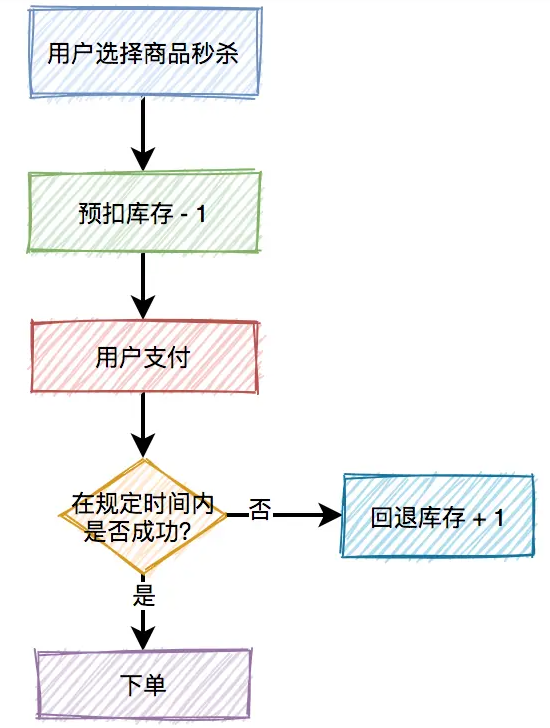 用户选择商品秒杀
预扣库存 - 1
用户支付
在规定时间内
是否成功？
否
回退库存 + 1
是
下单